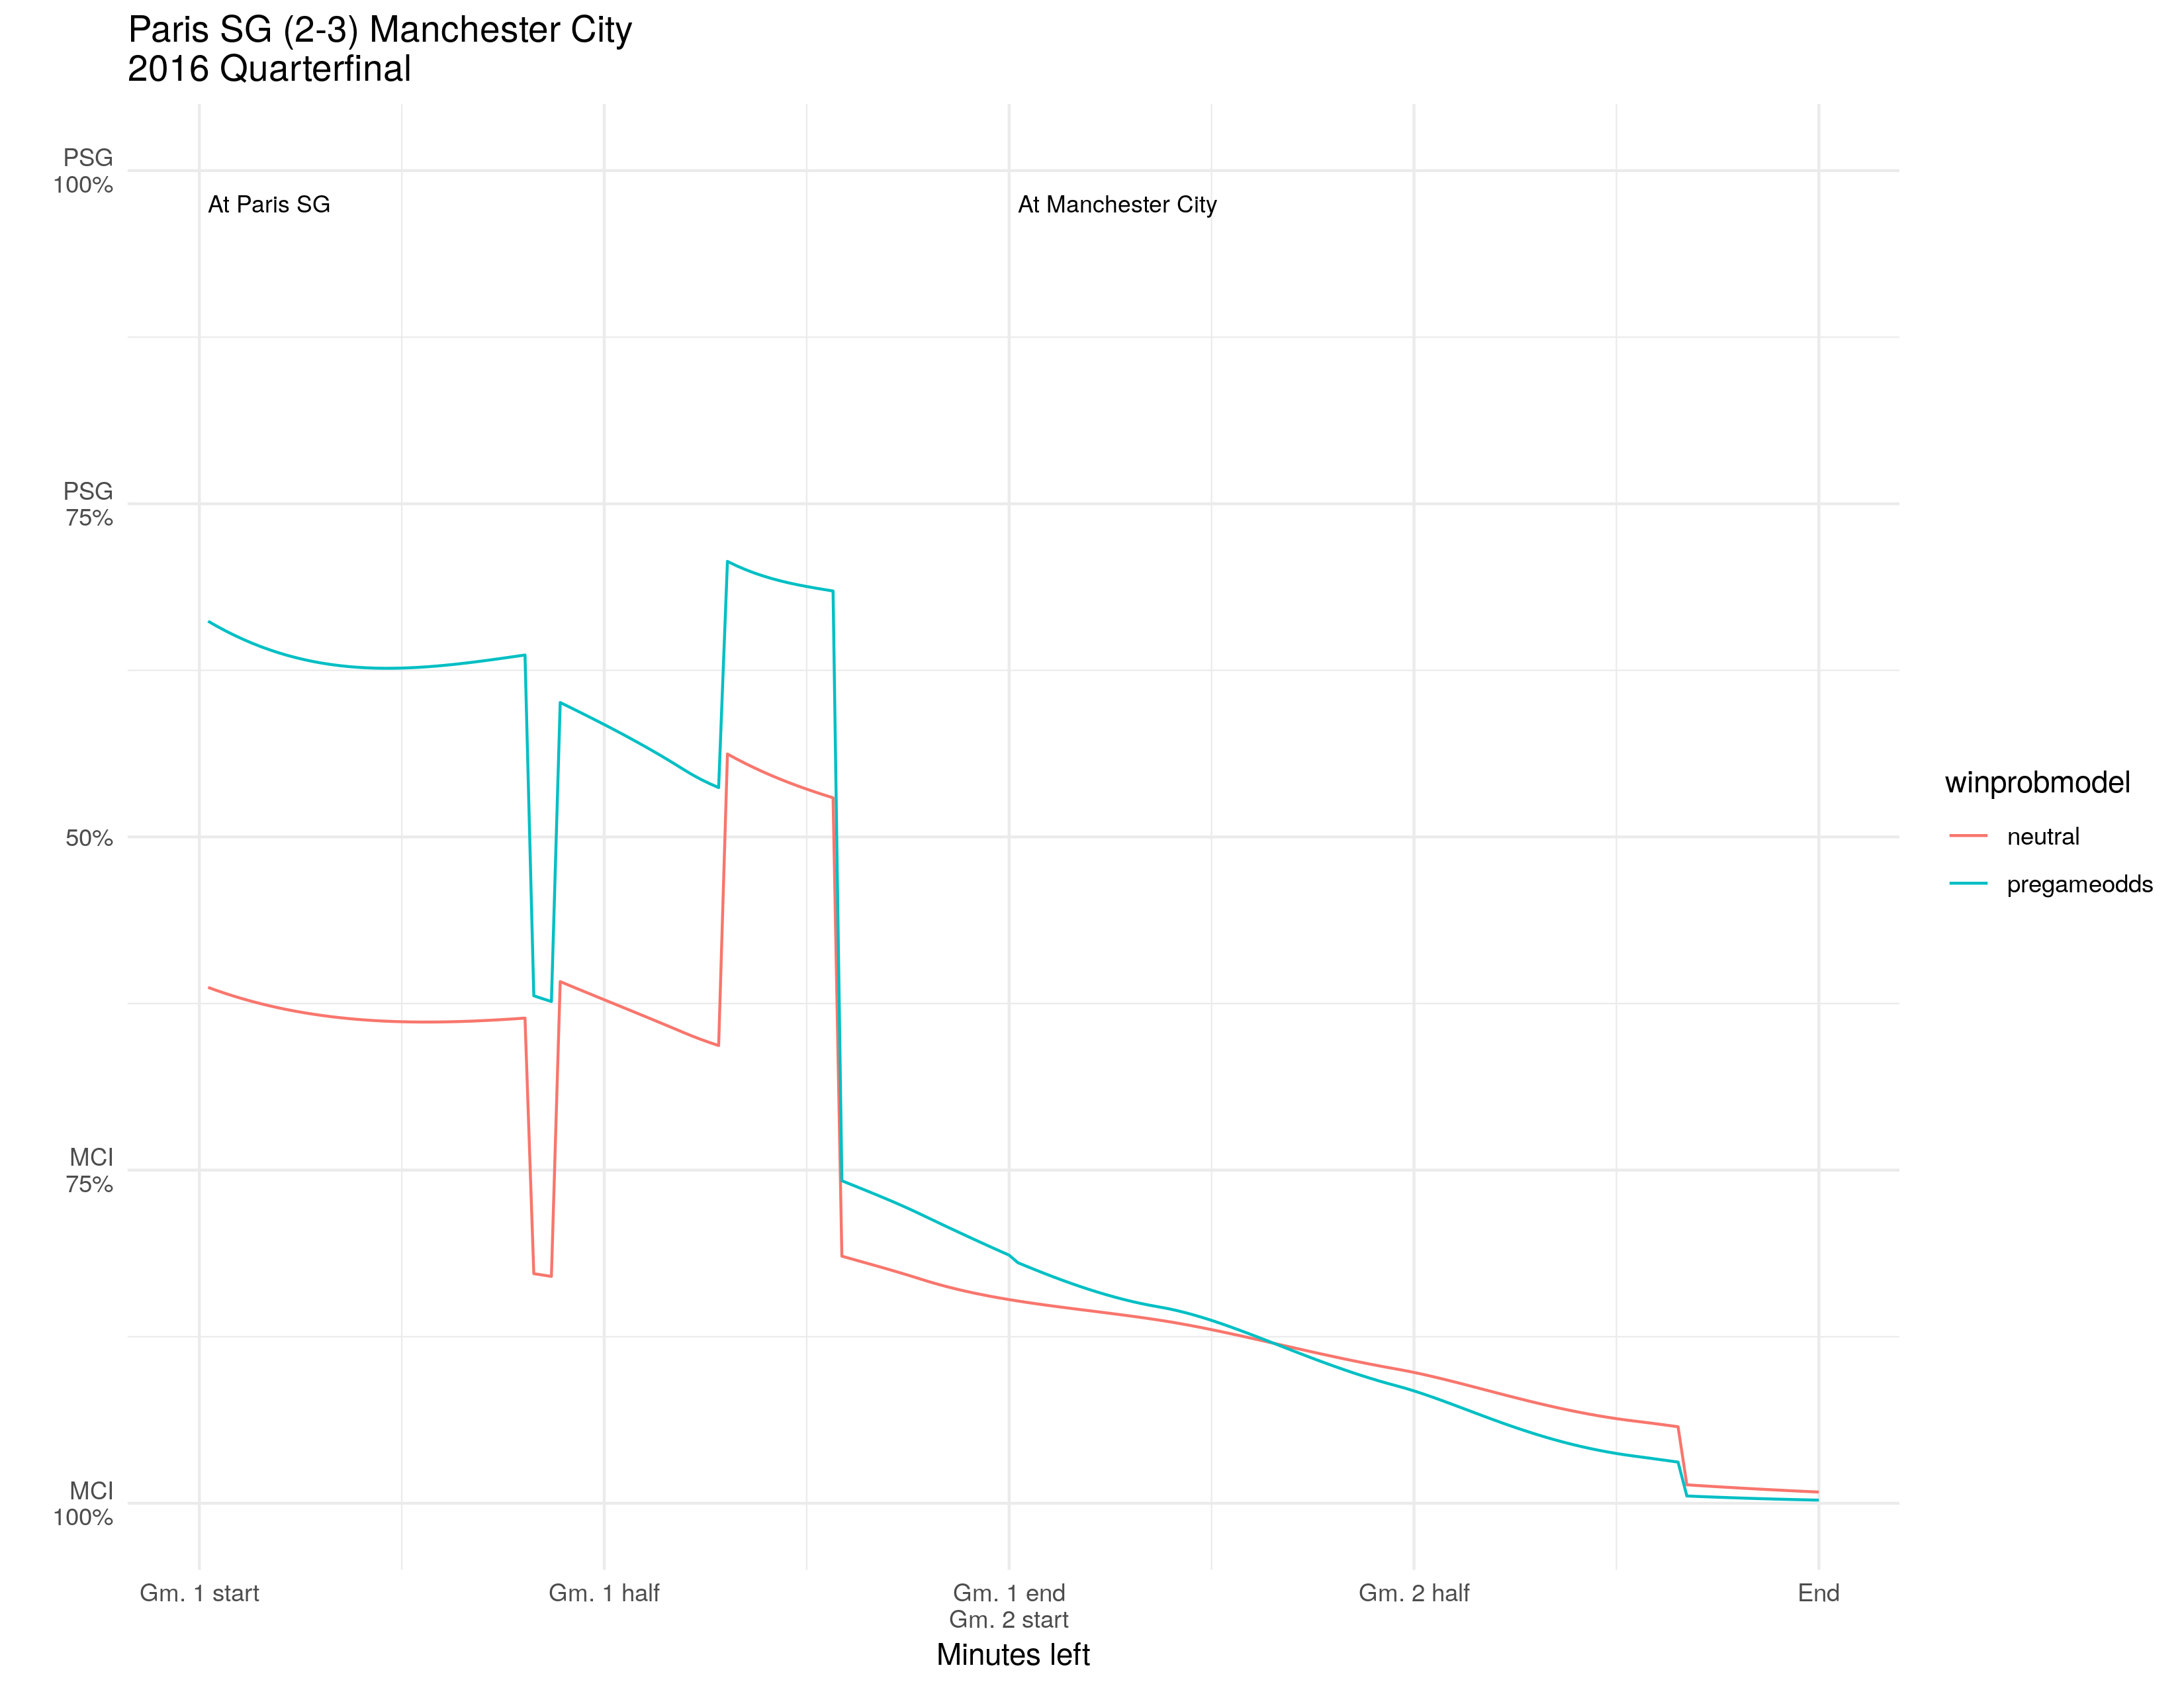 Paris SG (2-3) Manchester City
2016 Quarterfinal
PSG
100%
At Paris SG
At Manchester City
PSG
75%
50%
MCI
75%
MCI
100%
winprobmodel
neutral
pregameodds
Gm. 1 start
Gm. 1 half
Gm. 1 end
Gm. 2 start
Gm. 2 half
End
Minutes left